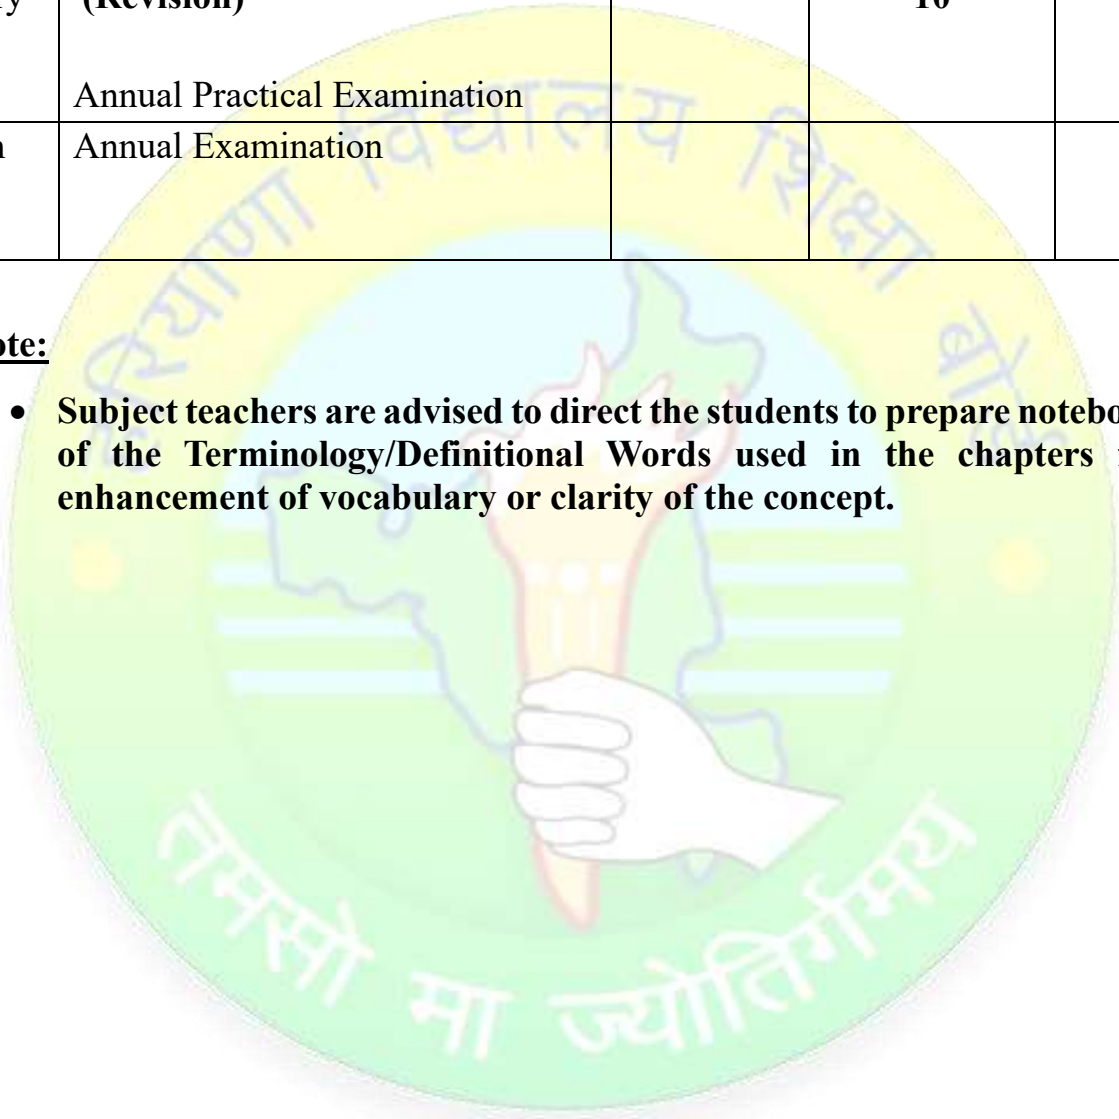 (Revision) 10
Annual Practical Examination
Annual Examination
हरियाणा विद्यालय शिक्षा बोर्ड
Subject teachers are advised to direct the students to prepare
of the Terminology/Definitional Words used in the chapters
enhancement of vocabulary or clarity of the concept.
तमसो मा ज्योतिर्गमय